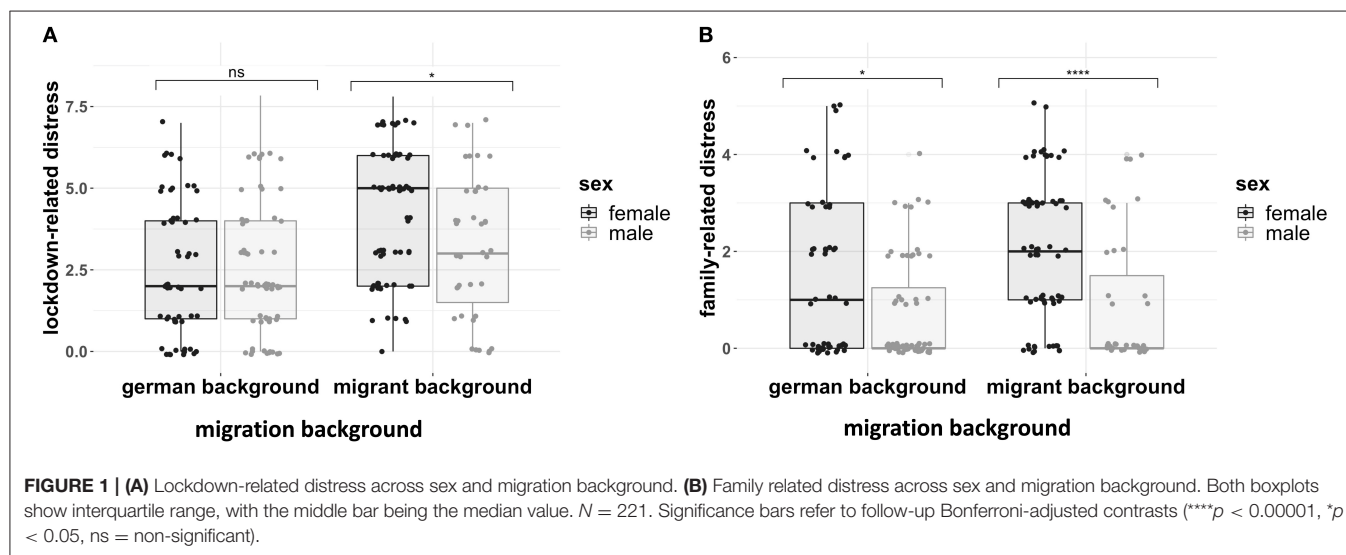 A
ns
*
7.5
5.0
2.5
0.0
lockdown-related distress
german background
migrant background
migration background
sex
female
male
B
*
****
6
4
2
0
family-related distress
german background
migrant background
migration background
sex
female
male
FIGURE 1 | (A) Lockdown-related distress across sex and migration background. (B) Family related distress across sex and migration background. Both boxplots
show interquartile range, with the middle bar being the median value. N = 221. Significance bars refer to follow-up Bonferroni-adjusted contrasts (****p < 0.00001, *p
< 0.05, ns = non-significant).